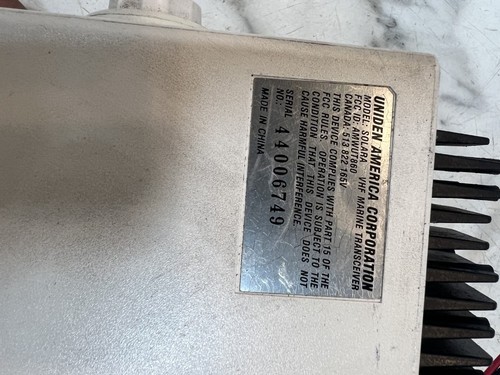 UNIDEN AMERICA CORPORATION
MODEL: SOLARA VHF MARINE TRANSCEIVER
FCC ID: AMWUT860
CANADA: 513 822 165V
THIS DEVICE COMPLIES WITH PART 15 OF THE
FCC RULES. OPERATION IS SUBJECT TO THE
CONDITION THAT THIS DEVICE DOES NOT
CAUSE HARMFUL INTERFERENCE.
SERIAL
NO. 44006749
MADE IN CHINA